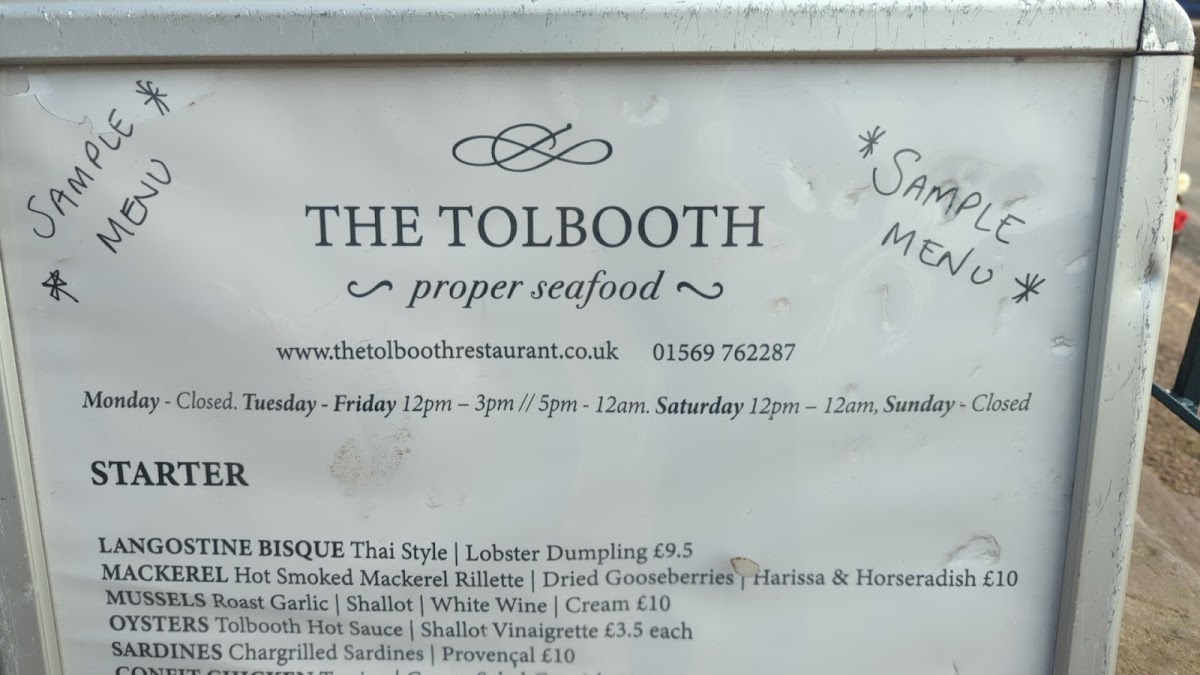 *SAMPLE
MENU*
*SAMPLE
MENU*
THE TOLBOOTH
proper seafood
www.thetolboothrestaurant.co.uk 01569 762287
Monday - Closed. Tuesday - Friday 12pm – 3pm // 5pm - 12am. Saturday 12pm – 12am, Sunday - Closed
STARTER
LANGOSTINE BISQUE Thai Style | Lobster Dumpling £9.5
MACKEREL Hot Smoked Mackerel Rillette | Dried Gooseberries | Harissa & Horseradish £10
MUSSELS Roast Garlic | Shallot | White Wine | Cream £10
OYSTERS Tolbooth Hot Sauce | Shallot Vinaigrette £3.5 each
SARDINES Chargrilled Sardines | Provençal £10
CONFIT CHICKEN